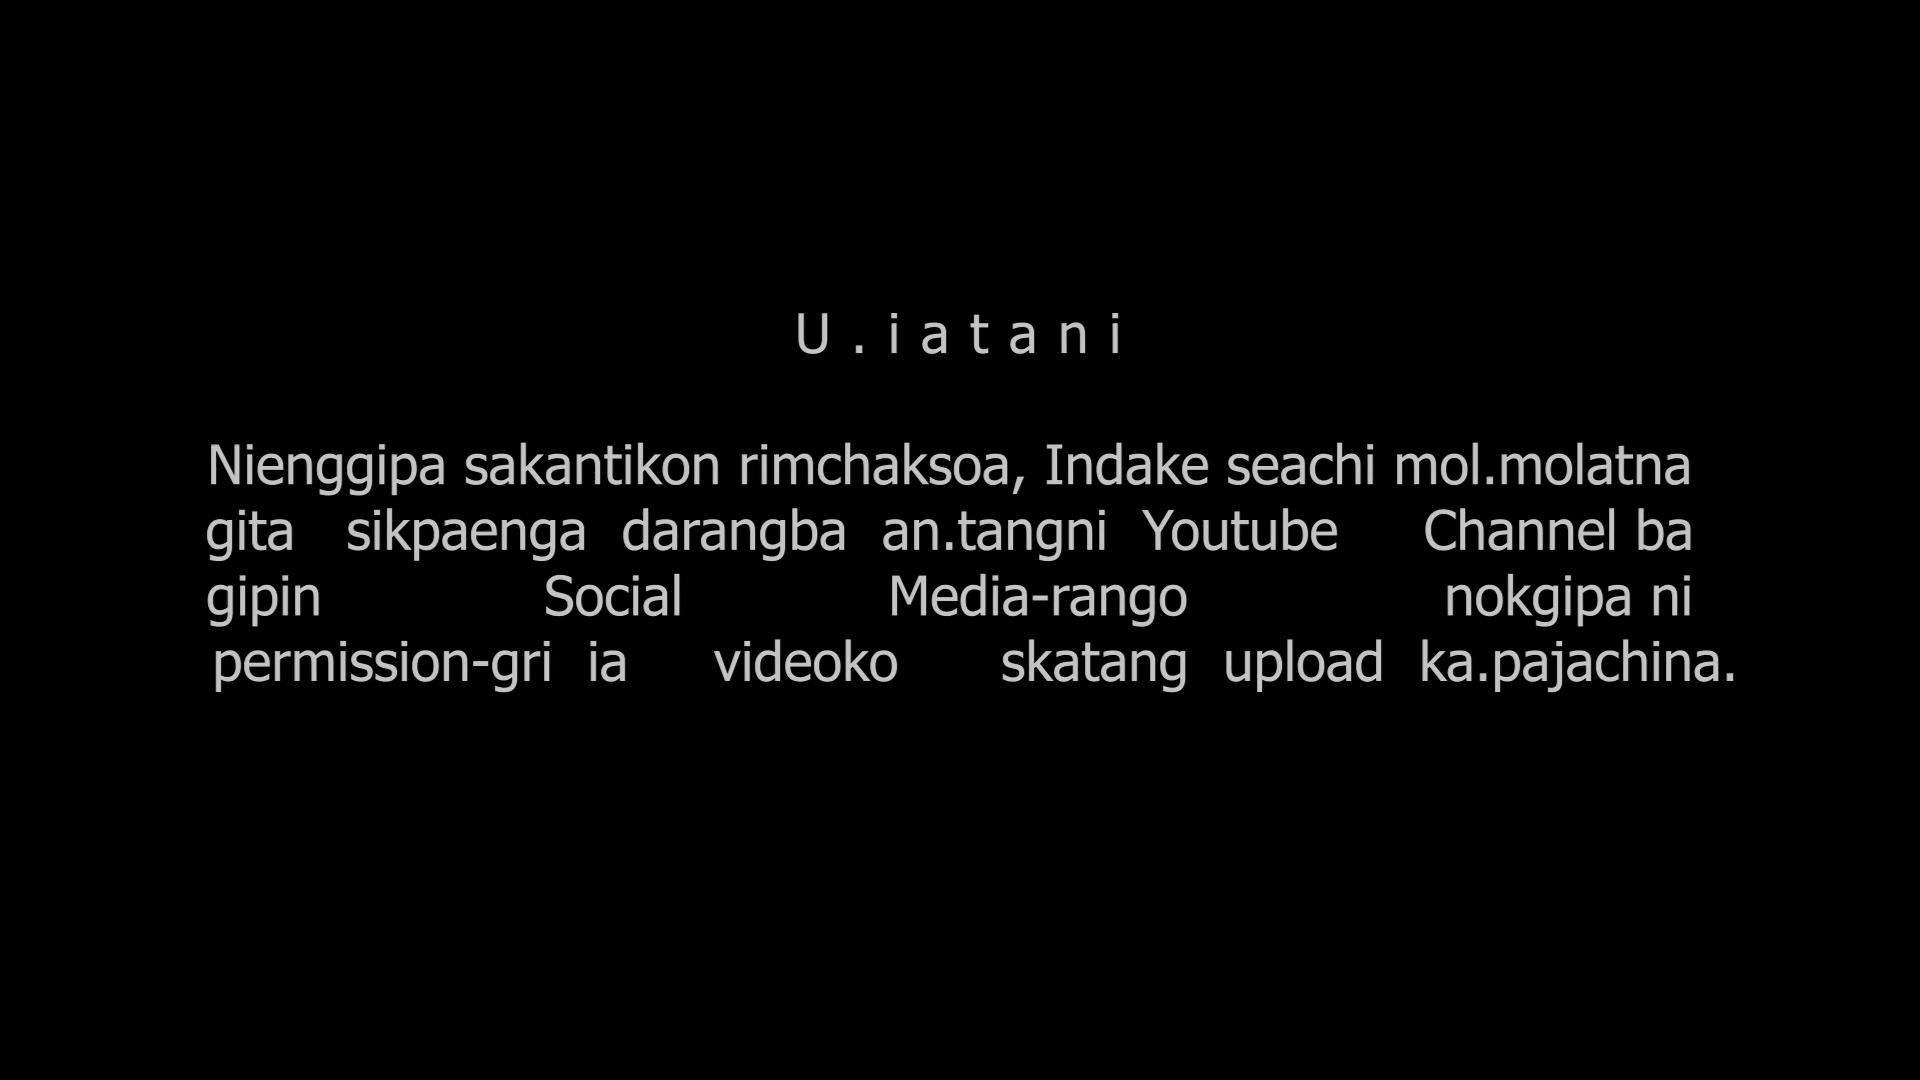 U.iatani
Nienggipa sakantikon rimchaksoa, Indake seachi mol.molatna
gita sikpaenga darangba an.tangni Youtube Channel ba
gipin Social Media-rango nokgipa ni
permission-gri ia videoko skatang upload ka.pajachina.